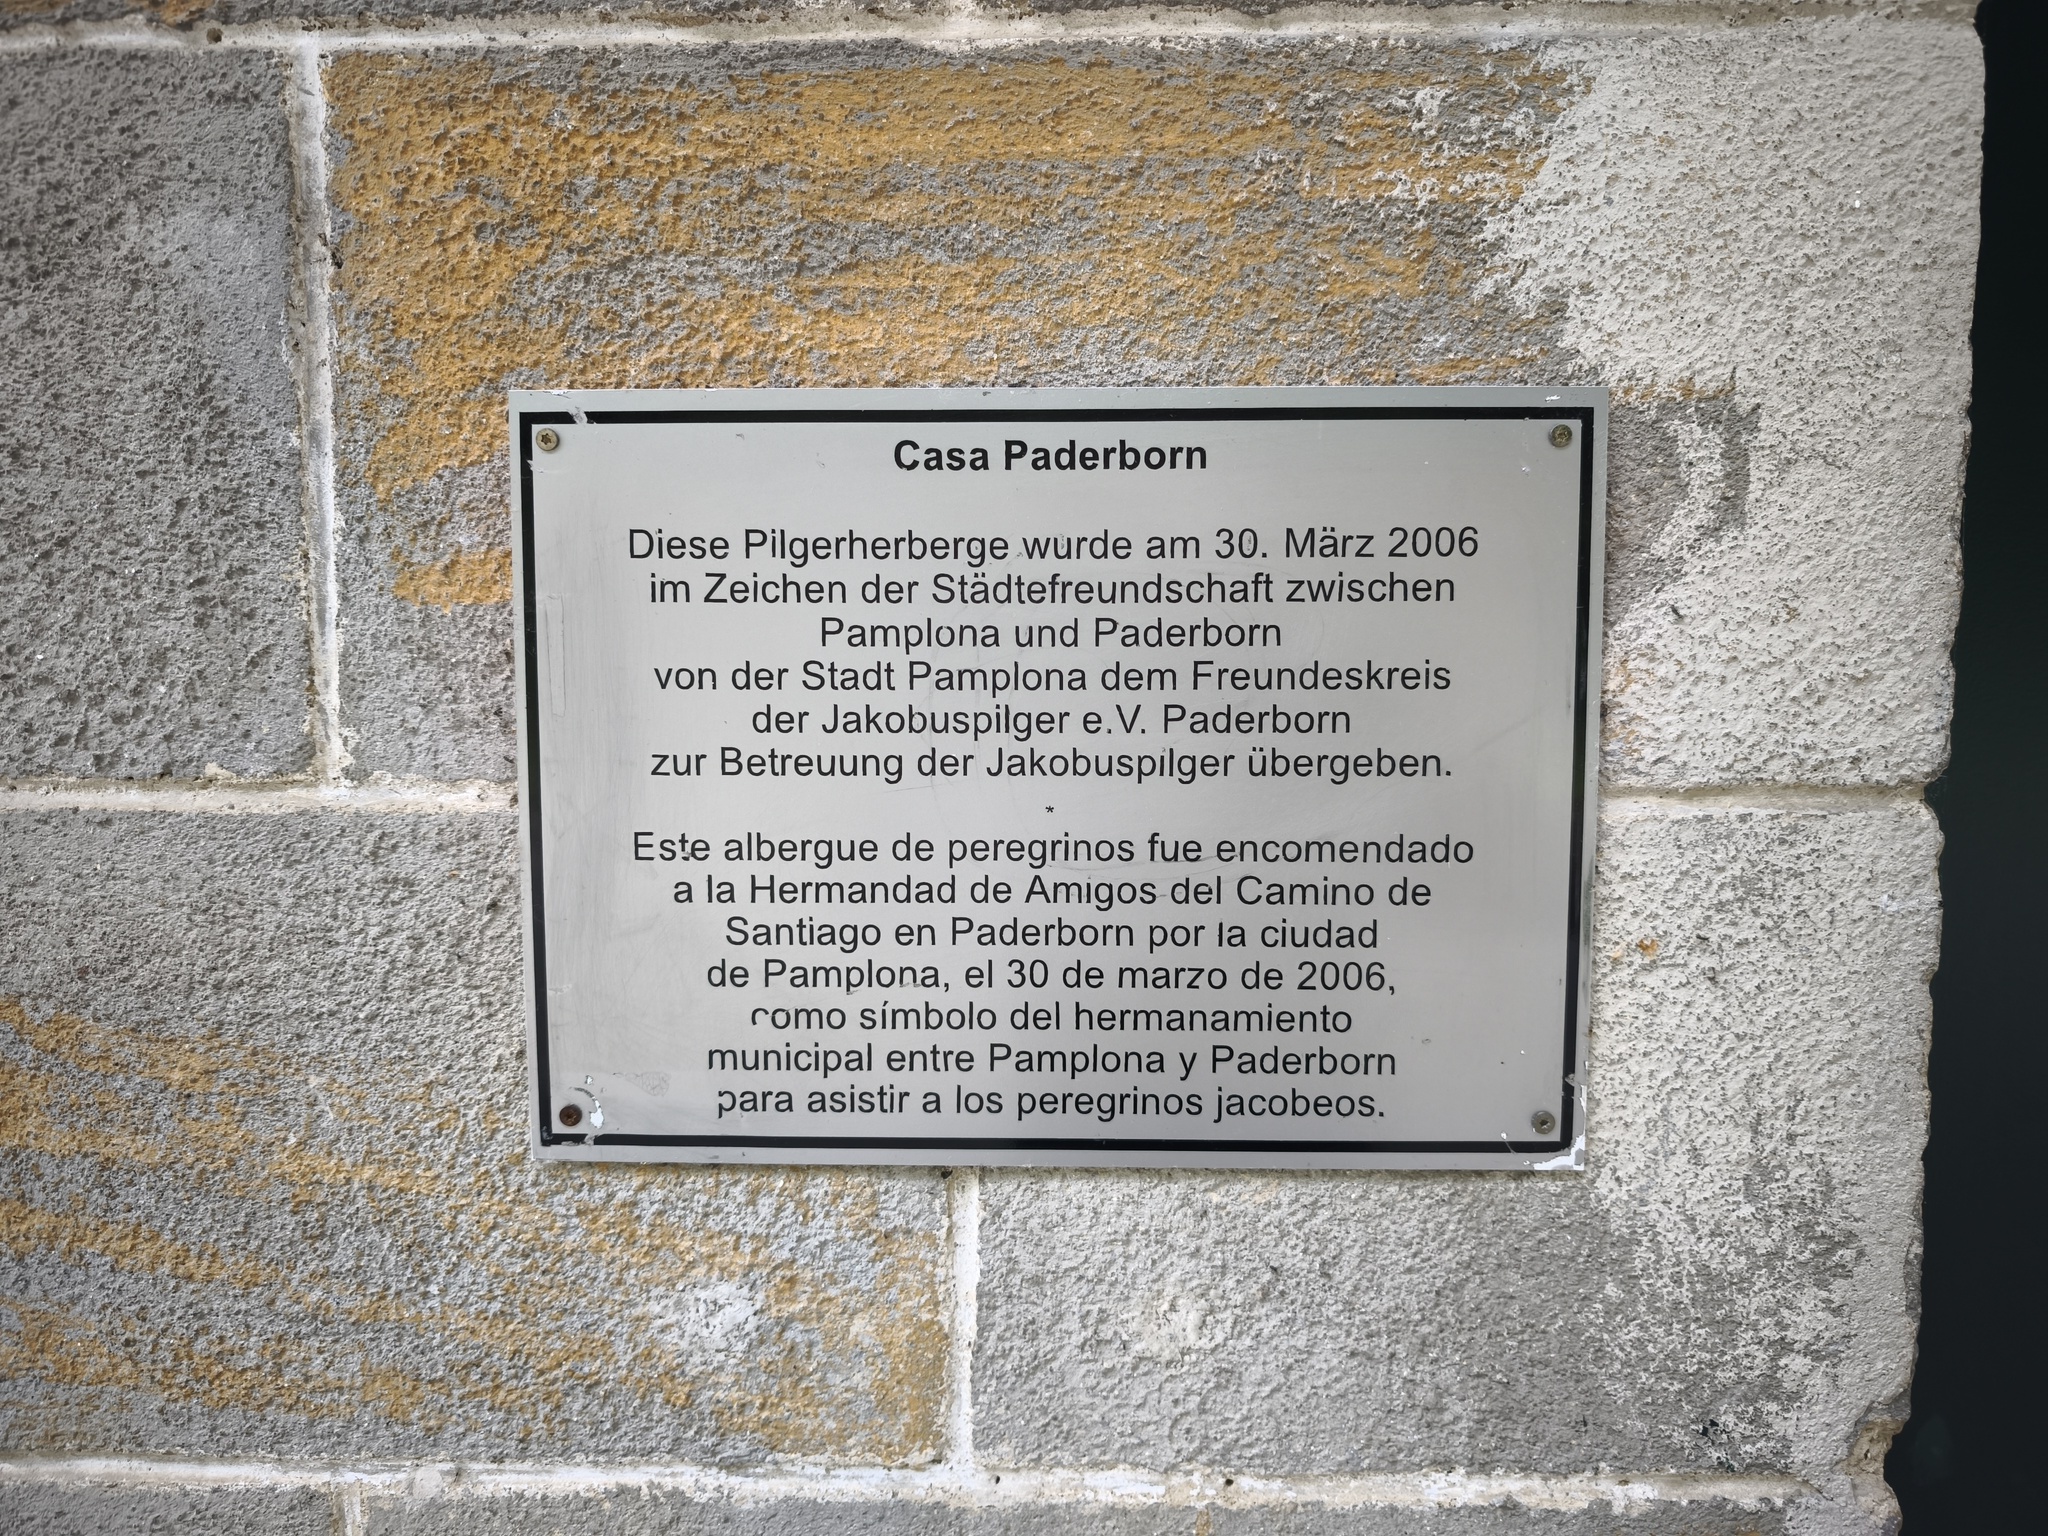 Casa Paderborn
Diese Pilgerherberge wurde am 30. März 2006
im Zeichen der Städtefreundschaft zwischen
Pamplona und Paderborn
von der Stadt Pamplona dem Freundeskreis
der Jakobuspilger e.V. Paderborn
zur Betreuung der Jakobuspilger übergeben.
*
Este albergue de peregrinos fue encomendado
a la Hermandad de Amigos del Camino de
Santiago en Paderborn por la ciudad
de Pamplona, el 30 de marzo de 2006,
como símbolo del hermanamiento
municipal entre Pamplona y Paderborn
para asistir a los peregrinos jacobeos.